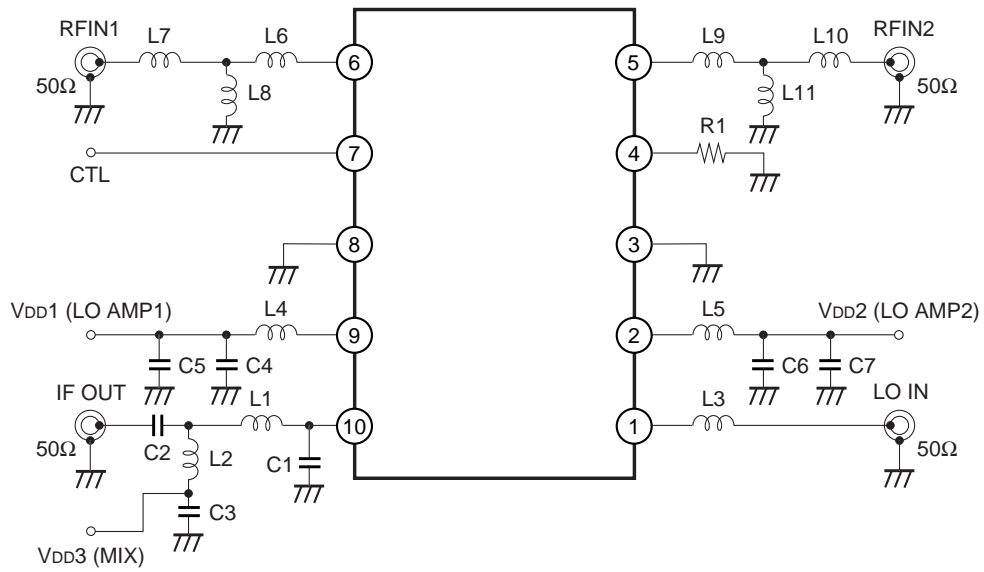 RFIN1 L7 L6 6 5 L9 L10 RFIN2
50Ω L8 L11 50Ω
7 4 R1
CTL
8 3
VDD1 (LO AMP1) L4 9 2 L5 VDD2 (LO AMP2)
C5 C4 C6 C7
IF OUT L1 10 1 L3 LO IN
50Ω C2 L2 C1 50Ω
C3
VDD3 (MIX)